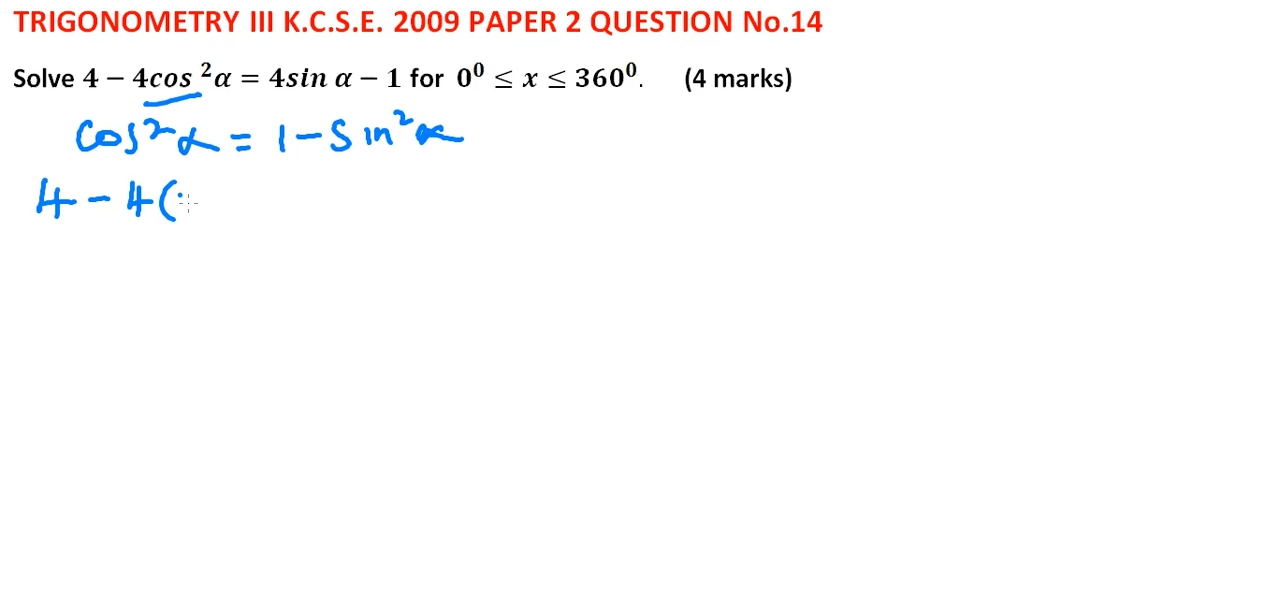 TRIGONOMETRY III K.C.S.E. 2009 PAPER 2 QUESTION No.14
Solve 4 − 4cos ²α = 4sin α − 1 for 0⁰ ≤ x ≤ 360⁰. (4 marks)
cos²α = 1 − sin²α
4 − 4(